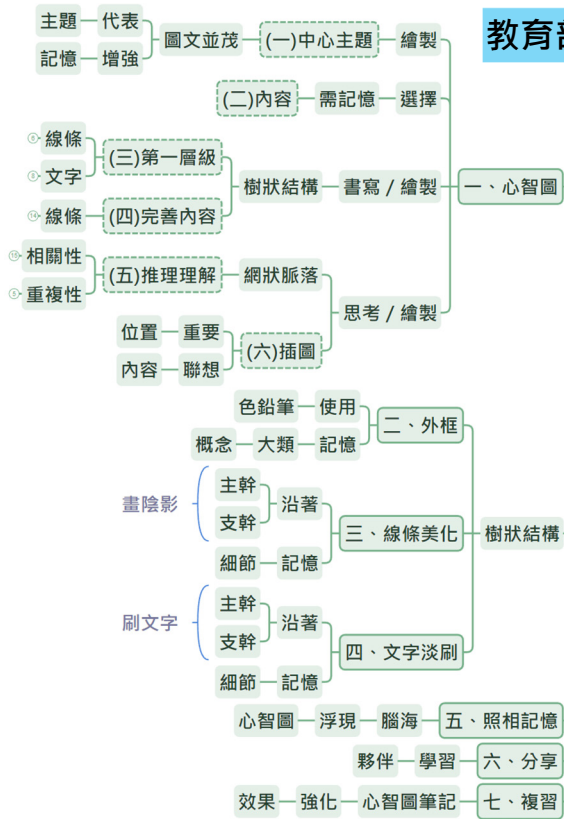 教育部
一、心智圖
繪製 (一)中心主題 圖文並茂
代表 主題
增強 記憶
選擇 需記憶 (二)內容
書寫 / 繪製 樹狀結構
(三)第一層級
線條 6
文字 8
(四)完善內容
線條 14
思考 / 繪製
網狀脈落 (五)推理理解
相關性
重複性
(六)插圖
重要 位置
聯想 內容
樹狀結構
二、外框
使用 色鉛筆
記憶 大類 概念
三、線條美化
沿著
主幹
支幹
畫陰影
記憶 細節
四、文字淡刷
沿著
主幹
支幹
刷文字
記憶 細節
五、照相記憶 腦海 浮現 心智圖
六、分享 學習 夥伴
七、複習 心智圖筆記 強化 效果